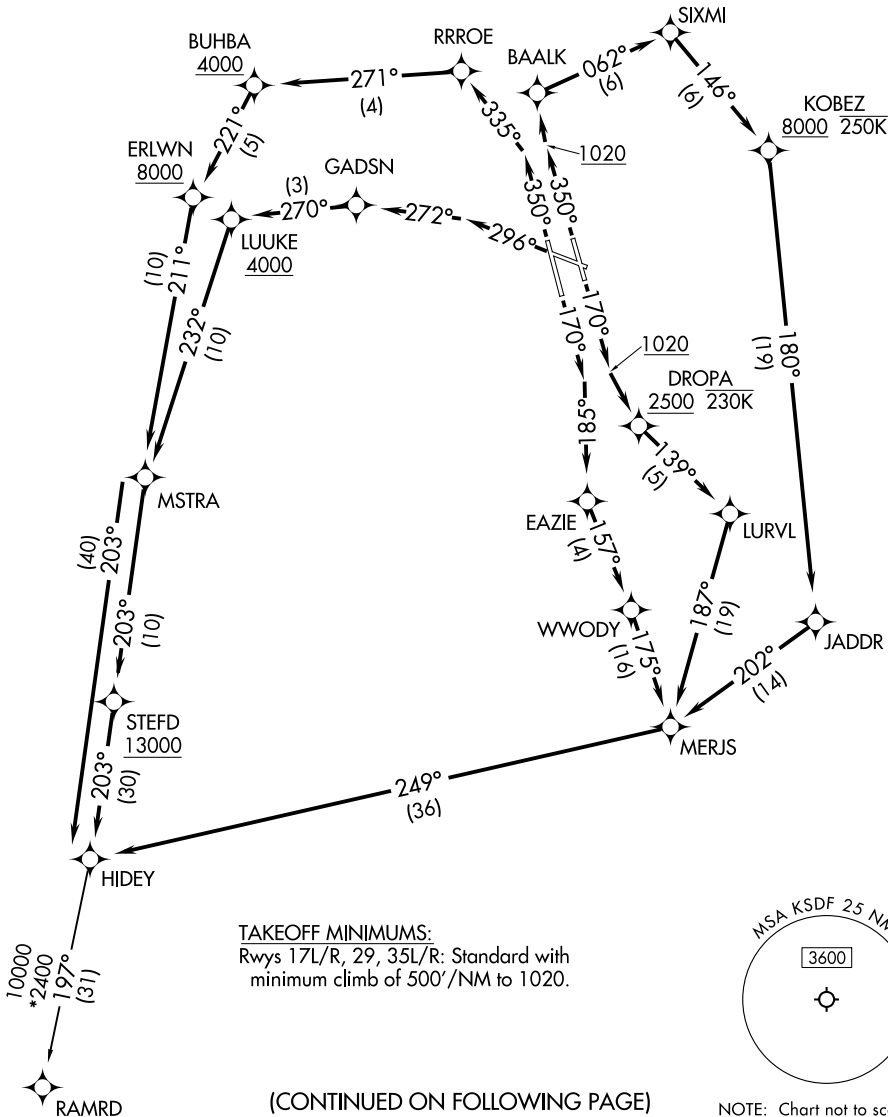 SIXMI
BUHBA
4000
RRROE
BAALK
062°
(6)
146°
(6)
271°
(4)
KOBEZ
8000 250K
335°
221°
(5)
ERLWN
8000
GADSN
1020
(3)
270°
272°
350°
350°
LUUKE
4000
296°
(10)
211°
232°
(10)
170°
170°
180°
(19)
1020
DROPA
2500 230K
185°
139°
(5)
MSTRA
EAZIE
LURVL
157°
(4)
(40)
203°
203°
(10)
187°
(19)
WWODY
JADDR
175°
(16)
202°
(14)
STEFD
13000
MERJS
203°
(30)
249°
(36)
HIDEY
TAKEOFF MINIMUMS:
Rwys 17L/R, 29, 35L/R: Standard with
minimum climb of 500'/NM to 1020.
MSA KSDF 25 NM
3600
10000
*2400
197°
(31)
RAMRD
(CONTINUED ON FOLLOWING PAGE)
NOTE: Chart not to